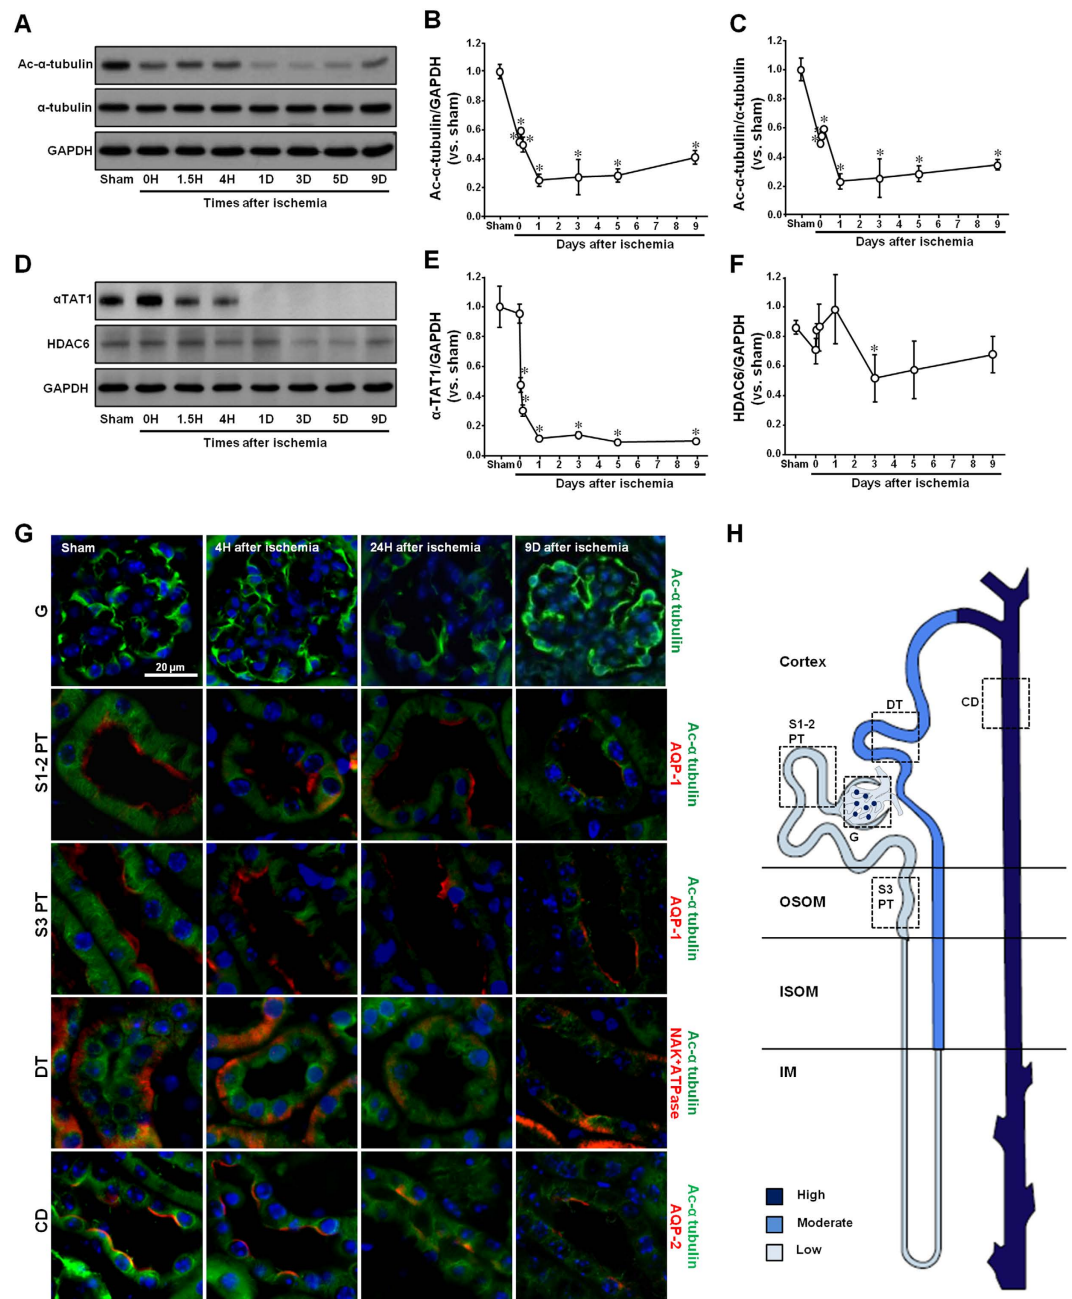 A
Ac-α-tubulin
α-tubulin
GAPDH
Sham 0H 1.5H 4H 1D 3D 5D 9D
Times after ischemia
B
Ac-α-tubulin/GAPDH
(vs. sham)
1.2
1.0
0.8
0.6
0.4
0.2
0.0
* * * * * * *
Sham 0 1 2 3 4 5 6 7 8 9
Days after ischemia
C
Ac-α-tubulin/α-tubulin
(vs. sham)
1.2
1.0
0.8
0.6
0.4
0.2
0.0
* * * * * * *
Sham 0 1 2 3 4 5 6 7 8 9
Days after ischemia
D
αTAT1
HDAC6
GAPDH
Sham 0H 1.5H 4H 1D 3D 5D 9D
Times after ischemia
E
α-TAT1/GAPDH
(vs. sham)
1.2
1.0
0.8
0.6
0.4
0.2
0.0
* * * * * *
Sham 0 1 2 3 4 5 6 7 8 9
Days after ischemia
F
HDAC6/GAPDH
(vs. sham)
1.2
1.0
0.8
0.6
0.4
0.2
0.0
*
Sham 0 1 2 3 4 5 6 7 8 9
Days after ischemia
G
Sham
4H after ischemia
24H after ischemia
9D after ischemia
20 μm
G
Ac-α tubulin
S1-2 PT
Ac-α tubulin
AQP-1
S3 PT
Ac-α tubulin
AQP-1
DT
Ac-α tubulin
NAK⁺ATPase
CD
Ac-α tubulin
AQP-2
H
Cortex
CD
DT
S1-2
PT
G
S3
PT
OSOM
ISOM
IM
High
Moderate
Low